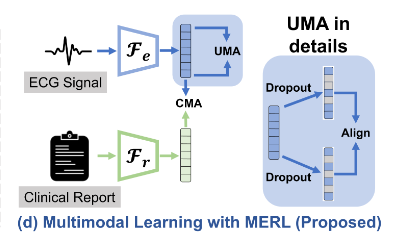 ECG Signal
𝓕e
UMA
CMA
Clinical Report
𝓕r
UMA in
details
Dropout
Dropout
Align
(d) Multimodal Learning with MERL (Proposed)